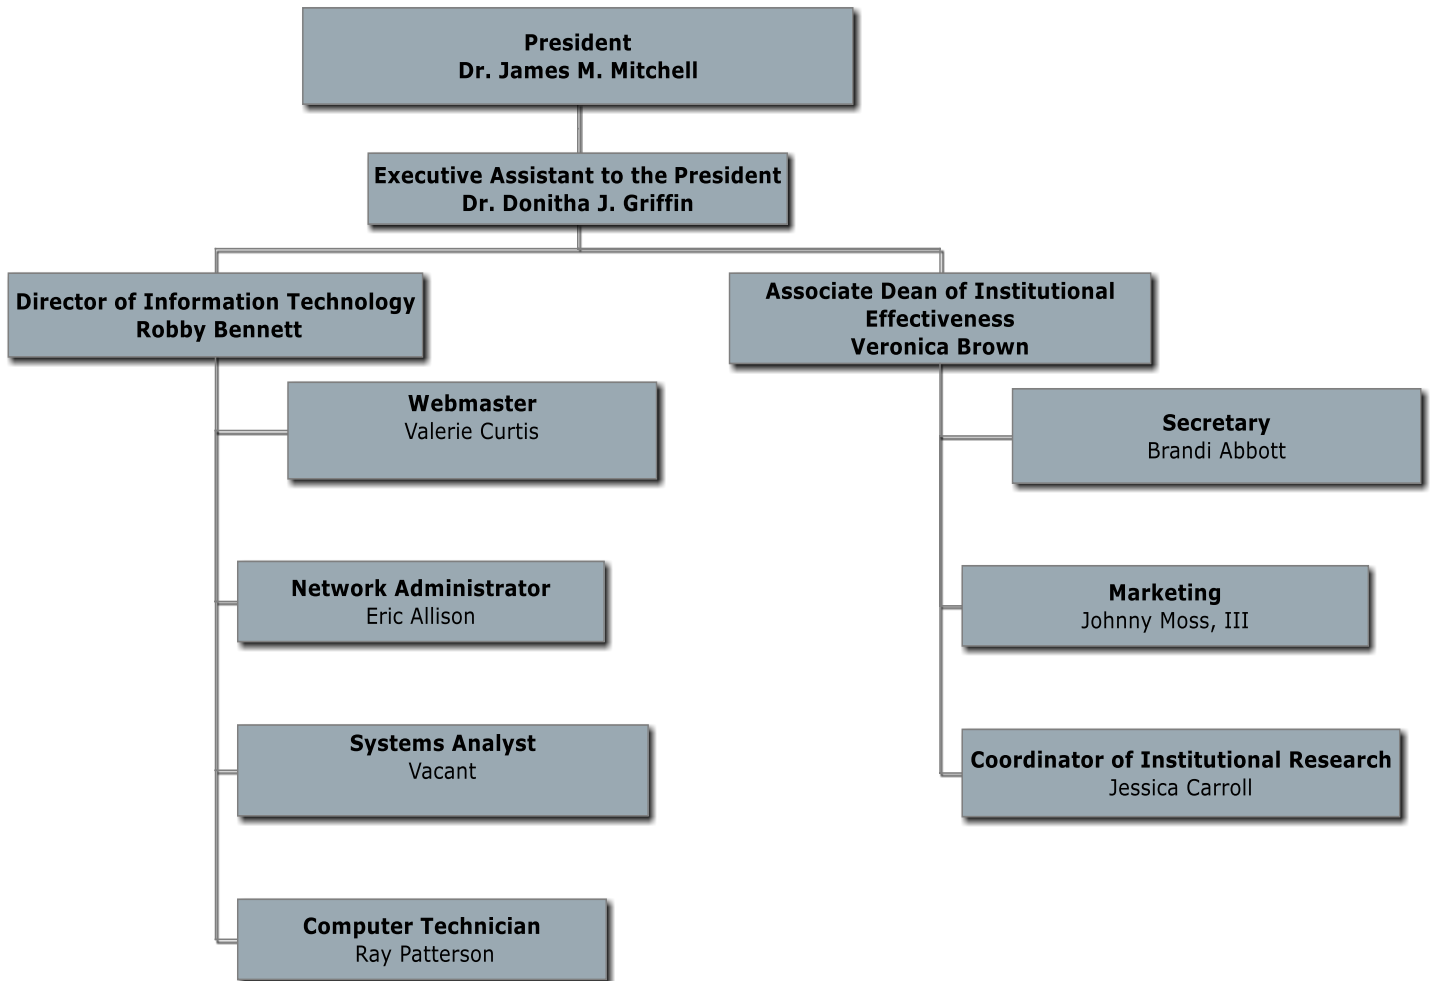 President
Dr. James M. Mitchell
Executive Assistant to the President
Dr. Donitha J. Griffin
Director of Information Technology
Robby Bennett
Associate Dean of Institutional
Effectiveness
Veronica Brown
Webmaster
Valerie Curtis
Secretary
Brandi Abbott
Network Administrator
Eric Allison
Marketing
Johnny Moss, III
Systems Analyst
Vacant
Coordinator of Institutional Research
Jessica Carroll
Computer Technician
Ray Patterson